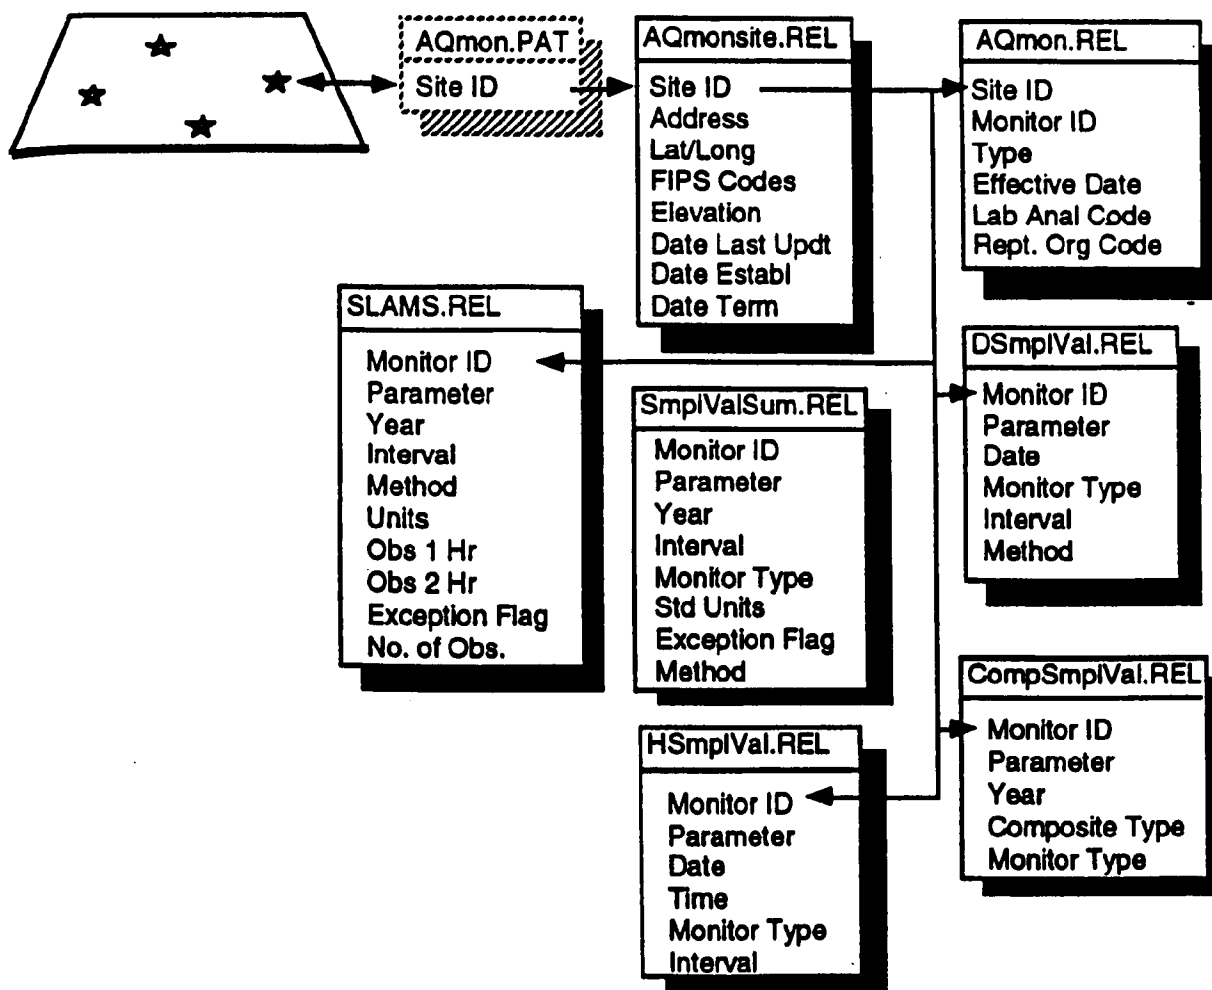 AQmon.PAT
Site ID
AQmonsite.REL
Site ID
Address
Lat/Long
FIPS Codes
Elevation
Date Last Updt
Date Establ
Date Term
AQmon.REL
Site ID
Monitor ID
Type
Effective Date
Lab Anal Code
Rept. Org Code
SLAMS.REL
Monitor ID
Parameter
Year
Interval
Method
Units
Obs 1 Hr
Obs 2 Hr
Exception Flag
No. of Obs.
SmplValSum.REL
Monitor ID
Parameter
Year
Interval
Monitor Type
Std Units
Exception Flag
Method
DSmplVal.REL
Monitor ID
Parameter
Date
Monitor Type
Interval
Method
HSmplVal.REL
Monitor ID
Parameter
Date
Time
Monitor Type
Interval
CompSmplVal.REL
Monitor ID
Parameter
Year
Composite Type
Monitor Type